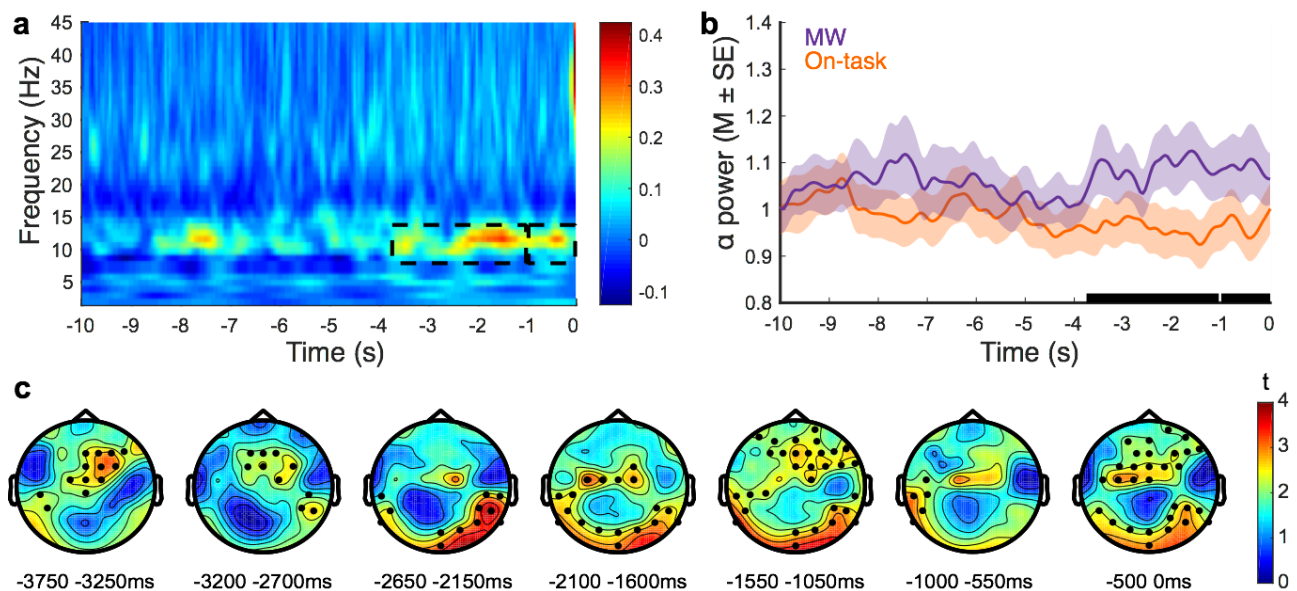 a
Frequency (Hz)
45
40
35
30
25
20
15
10
5
-10 -9 -8 -7 -6 -5 -4 -3 -2 -1 0
Time (s)
0.4
0.3
0.2
0.1
0
-0.1
b
α power (M ± SE)
1.4
1.3
1.2
1.1
1
0.9
0.8
MW
On-task
-10 -9 -8 -7 -6 -5 -4 -3 -2 -1 0
Time (s)
c
-3750 -3250ms
-3200 -2700ms
-2650 -2150ms
-2100 -1600ms
-1550 -1050ms
-1000 -550ms
-500 0ms
t
4
3
2
1
0